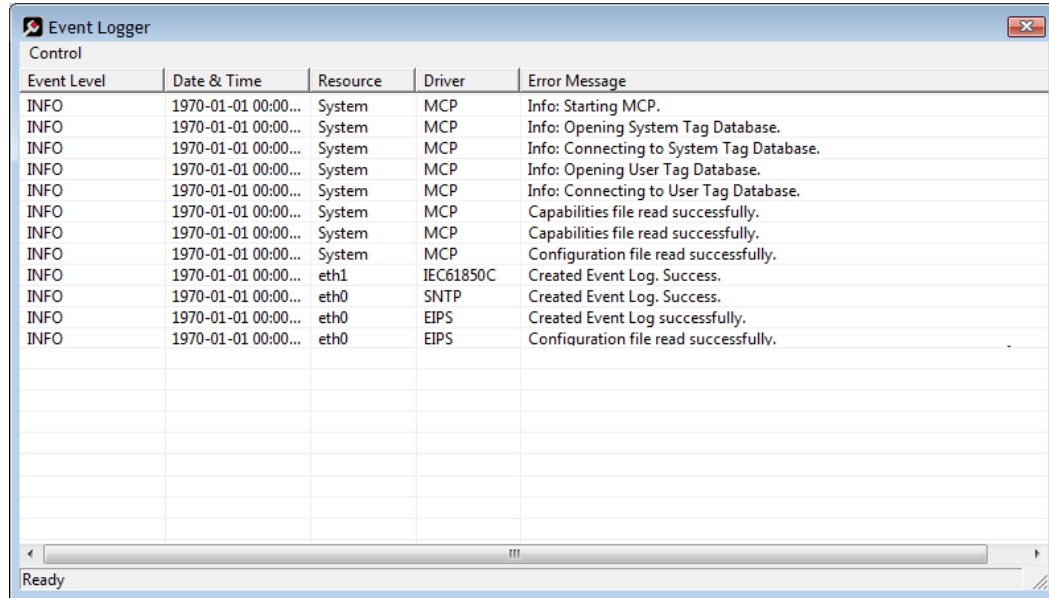 Event Logger
Control
Event Level Date & Time Resource Driver Error Message
INFO 1970-01-01 00:00... System MCP Info: Starting MCP.
INFO 1970-01-01 00:00... System MCP Info: Opening System Tag Database.
INFO 1970-01-01 00:00... System MCP Info: Connecting to System Tag Database.
INFO 1970-01-01 00:00... System MCP Info: Opening User Tag Database.
INFO 1970-01-01 00:00... System MCP Info: Connecting to User Tag Database.
INFO 1970-01-01 00:00... System MCP Capabilities file read successfully.
INFO 1970-01-01 00:00... System MCP Capabilities file read successfully.
INFO 1970-01-01 00:00... System MCP Configuration file read successfully.
INFO 1970-01-01 00:00... eth1 IEC61850C Created Event Log. Success.
INFO 1970-01-01 00:00... eth0 SNTP Created Event Log. Success.
INFO 1970-01-01 00:00... eth0 EIPS Created Event Log successfully.
INFO 1970-01-01 00:00... eth0 EIPS Configuration file read successfully.
Ready